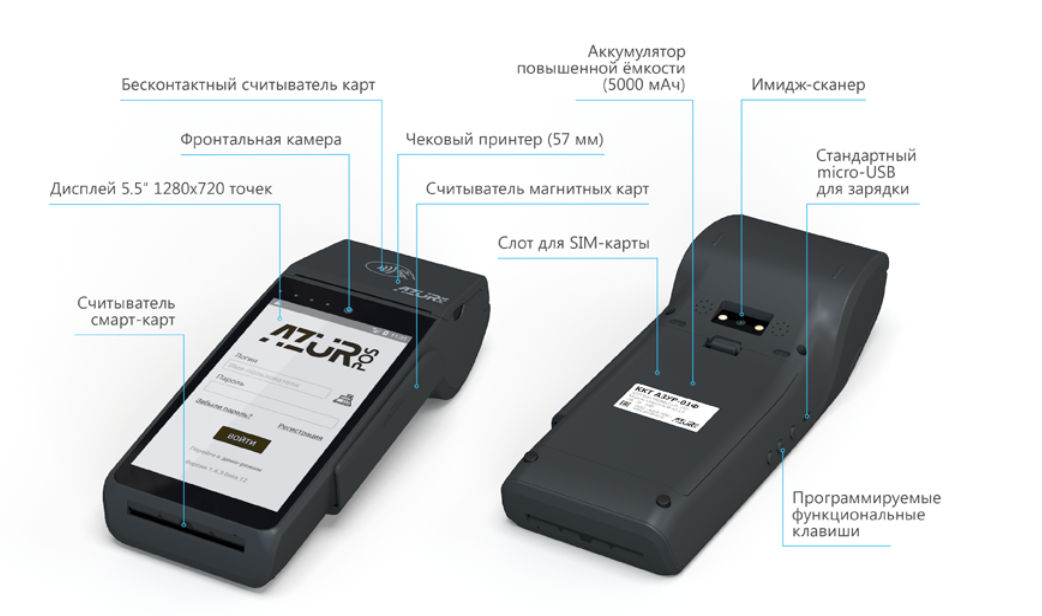 Аккумулятор
повышенной ёмкости
(5000 мАч)
Бесконтактный считыватель карт
Имидж-сканер
Фронтальная камера
Чековый принтер (57 мм)
Стандартный
micro-USB
для зарядки
Дисплей 5.5" 1280x720 точек
Считыватель магнитных карт
Слот для SIM-карты
Считыватель
смарт-карт
AZUR POS
AZUR POS
Логин
Имя пользователя
Пароль
Забыли пароль?
Регистрация
ВОЙТИ
Перейти в демо-режим
Версия 1.4.3 beta 12
ККТ АЗУР-01Ф
AZUR POS
Программируемые
функциональные
клавиши